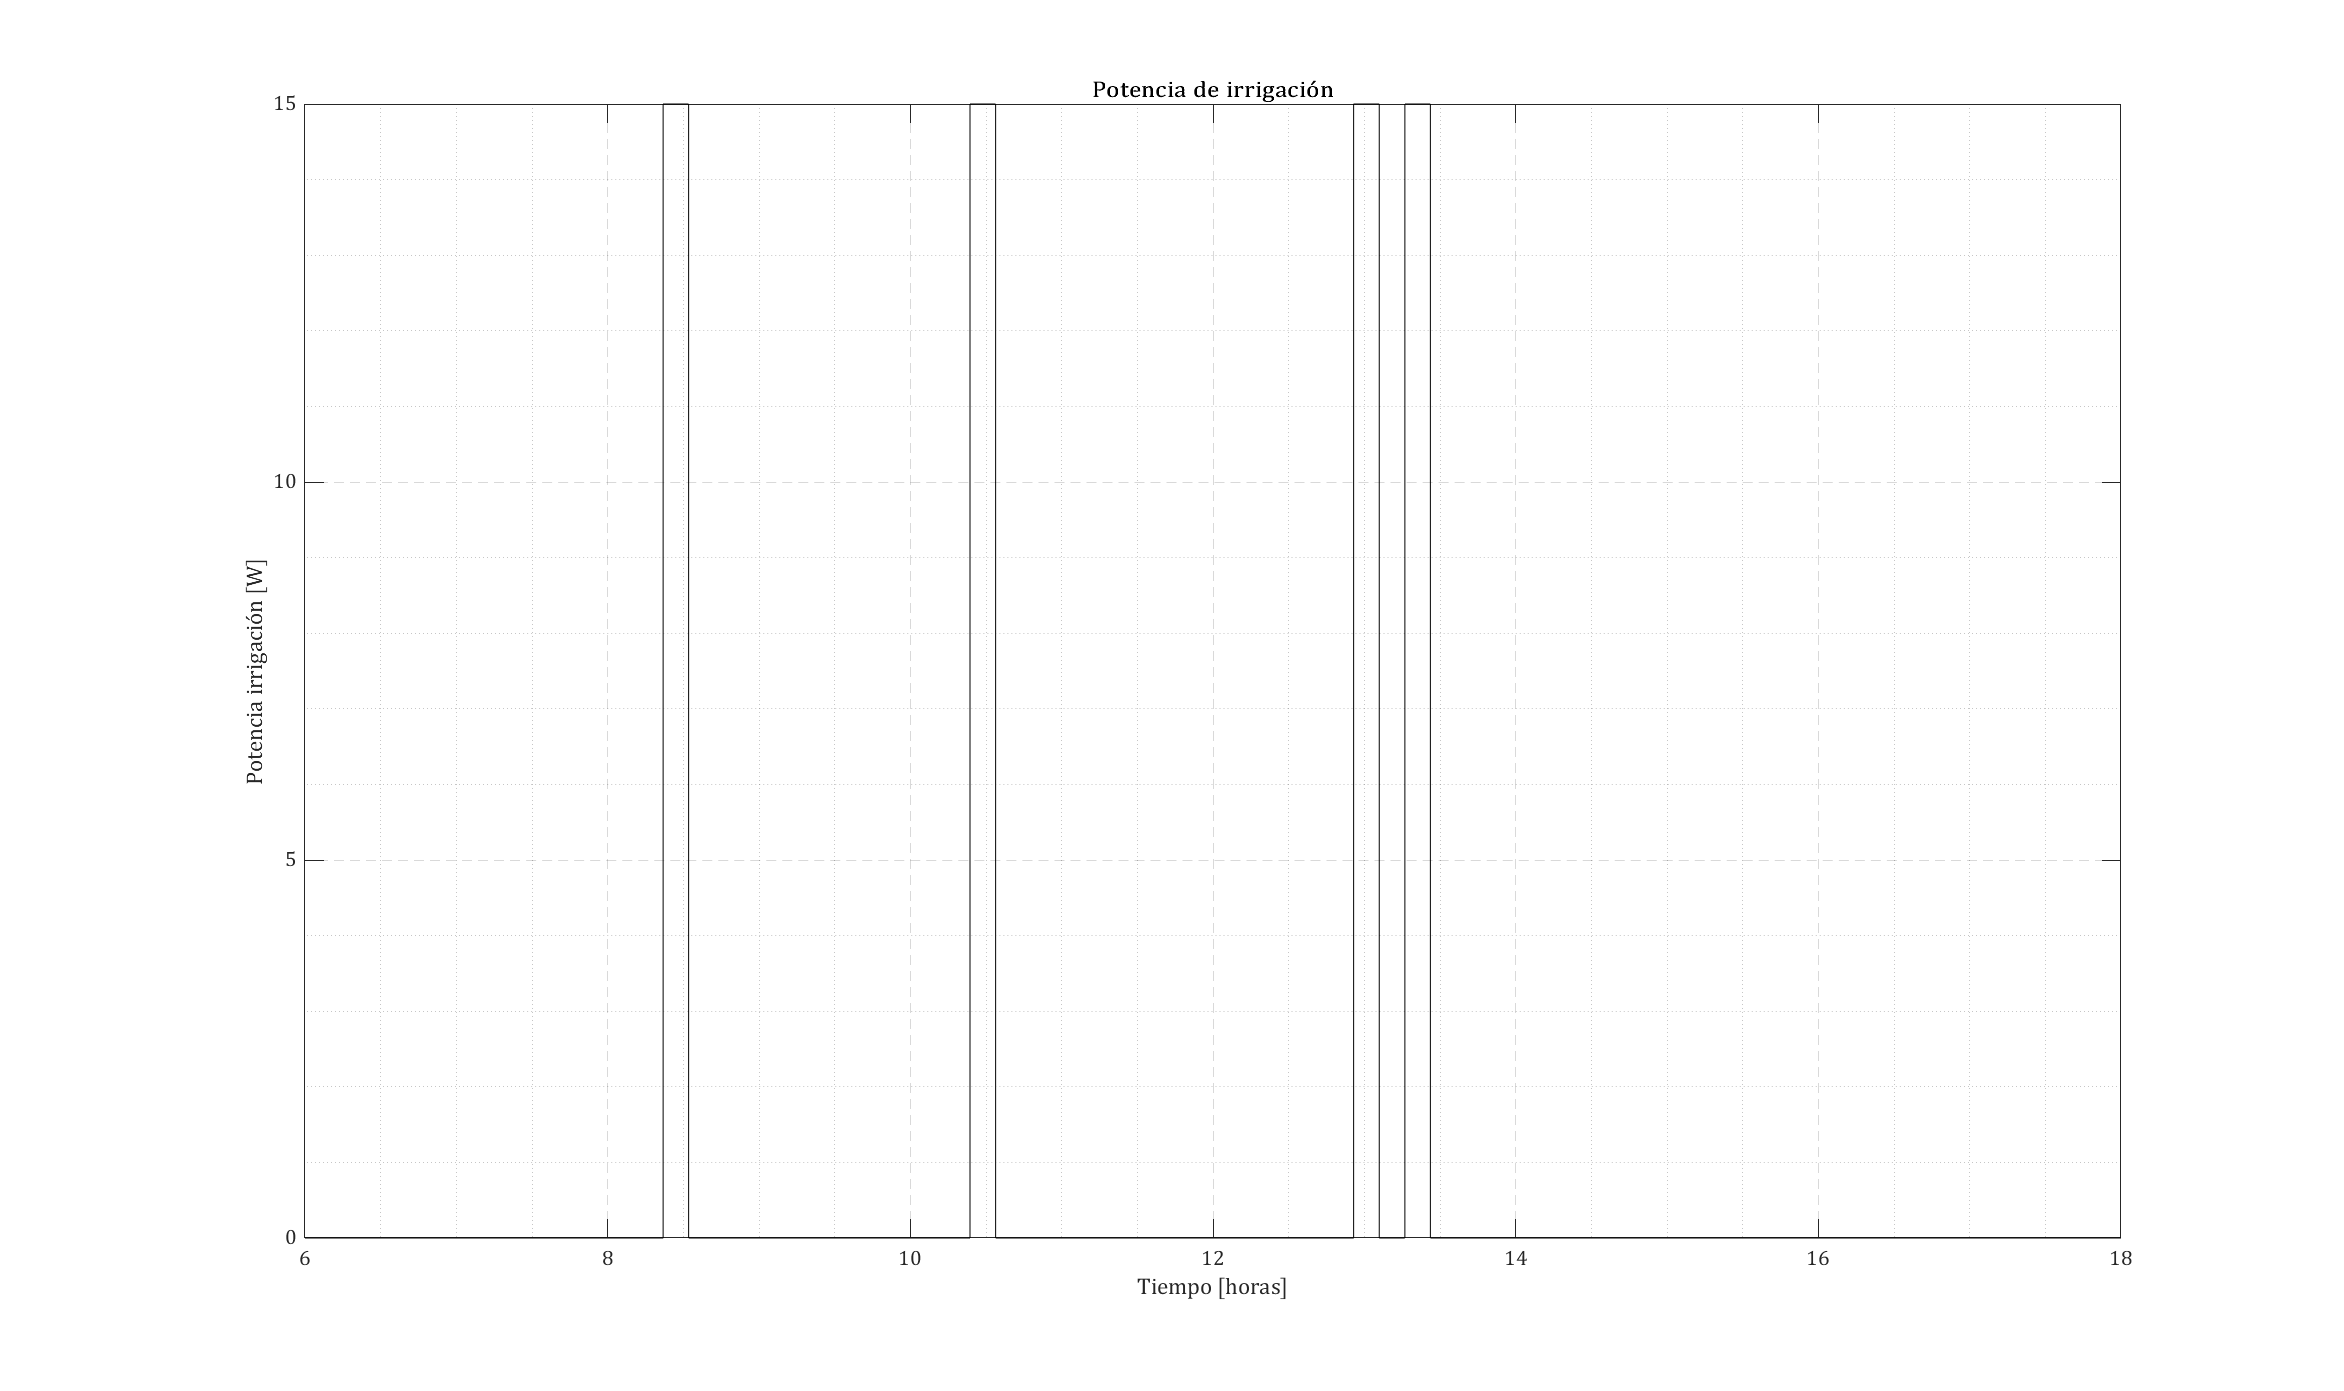 Potencia de irrigación
15
10
5
0
Potencia irrigación [W]
6 8 10 12 14 16 18
Tiempo [horas]